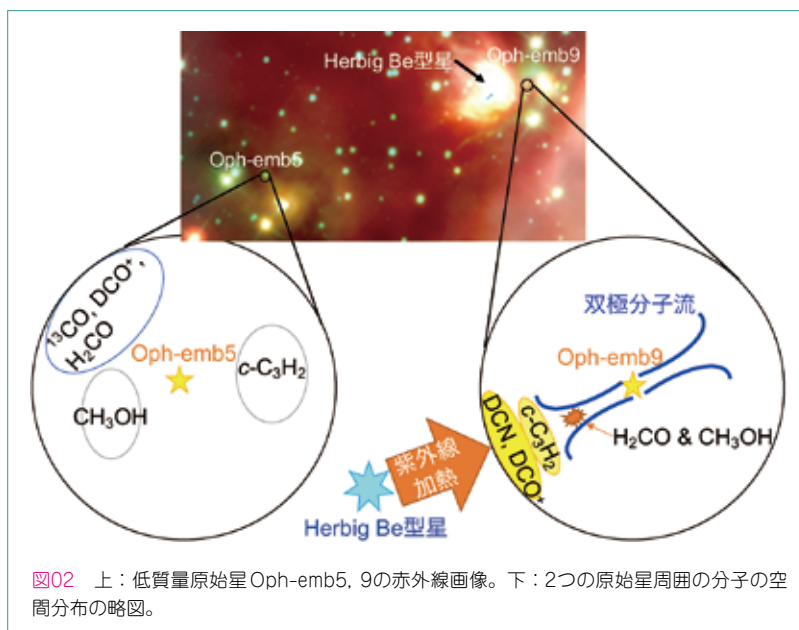 Herbig Be型星
Oph-emb9
Oph-emb5
¹³CO, DCO⁺,
H₂CO
Oph-emb5
c-C₃H₂
CH₃OH
双極分子流
Oph-emb9
DCN, DCO⁺
c-C₃H₂
H₂CO & CH₃OH
紫外線
加熱
Herbig Be型星
図02 上：低質量原始星Oph-emb5, 9の赤外線画像。下：2つの原始星周囲の分子の空
間分布の略図。